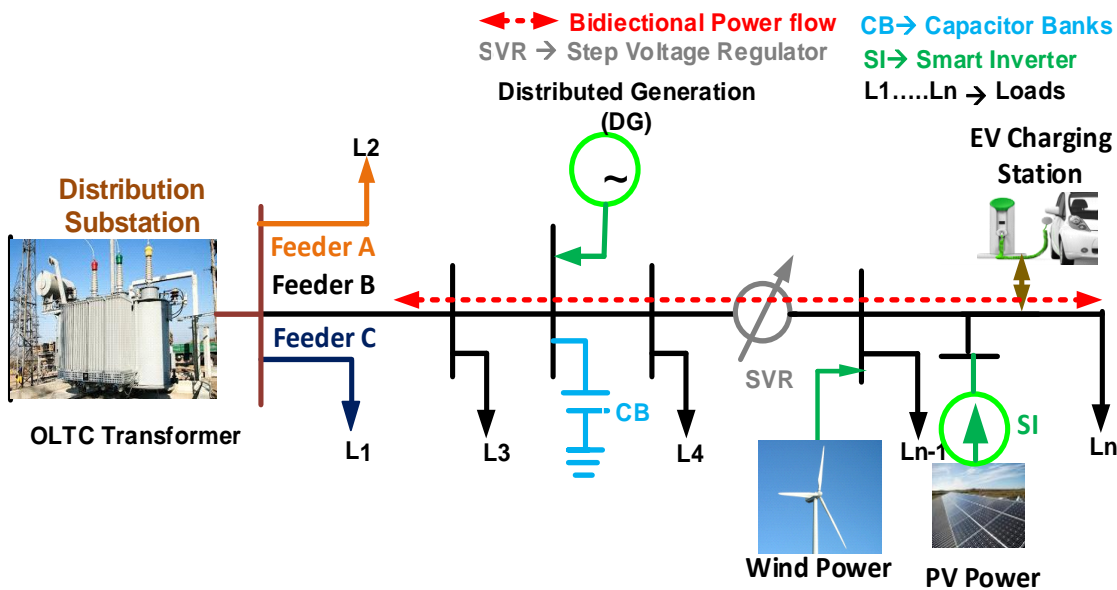 Bidiectional Power flow
SVR → Step Voltage Regulator
CB→ Capacitor Banks
SI→ Smart Inverter
L1.....Ln → Loads
Distributed Generation
(DG)
~
EV Charging
Station
L2
Distribution
Substation
Feeder A
Feeder B
Feeder C
OLTC Transformer
L1
L3
CB
L4
SVR
Ln-1
SI
Ln
Wind Power
PV Power